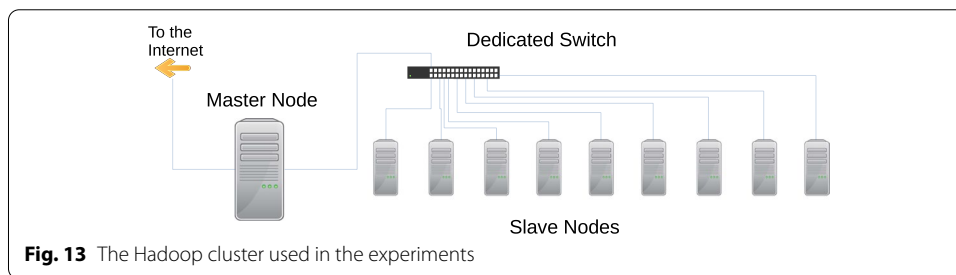 To the
Internet
Dedicated Switch
Master Node
Slave Nodes
Fig. 13 The Hadoop cluster used in the experiments